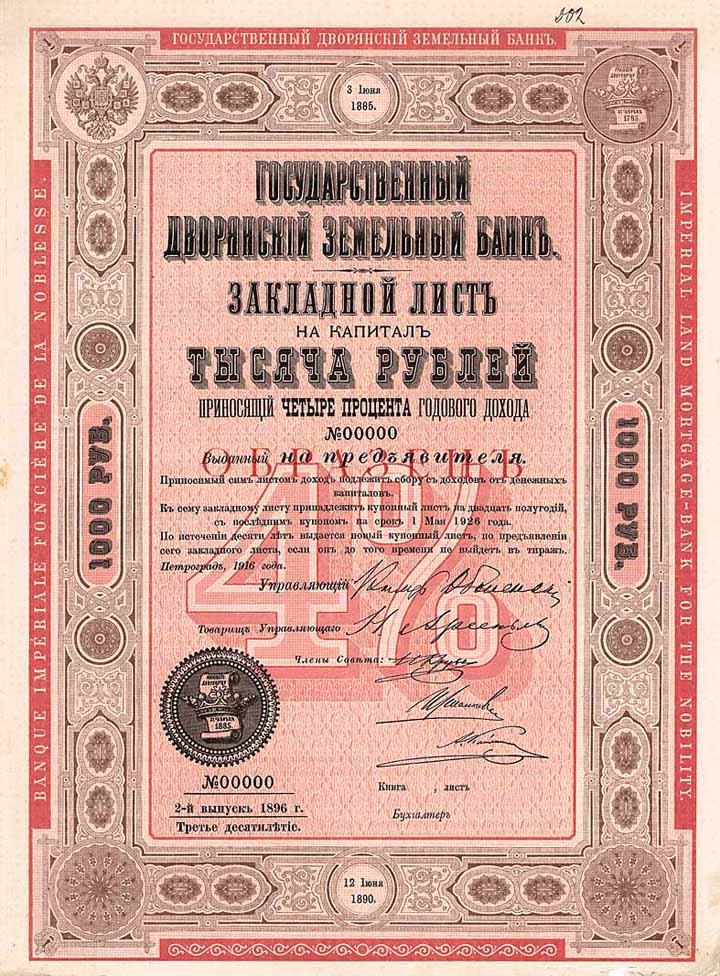 202
ГОСУДАРСТВЕННЫЙ ДВОРЯНСКІЙ ЗЕМЕЛЬНЫЙ БАНКЪ.
3 Іюня
1885.
BANQUE IMPÉRIALE FONCIÈRE DE LA NOBLESSE.
IMPERIAL LAND MORTGAGE-BANK FOR THE NOBILITY.
ГОСУДАРСТВЕННЫЙ
ДВОРЯНСКІЙ ЗЕМЕЛЬНЫЙ БАНКЪ.
ЗАКЛАДНОЙ ЛИСТЪ
НА КАПИТАЛЪ
ТЫСЯЧА РУБЛЕЙ
ПРИНОСЯЩІЙ ЧЕТЫРЕ ПРОЦЕНТА ГОДОВОГО ДОХОДА
№00000
Выданный на предъявителя.
ОБРАЗЕЦЪ
4%
1000 РУБ.
1000 РУБ.
Приносимый симъ листомъ доходъ подлежитъ сбору съ доходовъ отъ денежныхъ
капиталовъ.
Къ сему закладному листу принадлежитъ купонный листъ на двадцать полугодій,
съ послѣднимъ купономъ на срокъ 1 Мая 1926 года.
По истеченіи десяти лѣтъ выдается новый купонный листъ, по предъявленіи
сего закладного листа, если онъ до того времени не выйдетъ въ тиражъ.
Петроградъ, 1916 года.
Управляющій
Товарищъ Управляющаго
Члены Совѣта:
1885.
№00000
2-й выпускъ 1896 г.
Третье десятилѣтіе.
Книга , листъ
Бухгалтеръ
12 Іюня
1890.